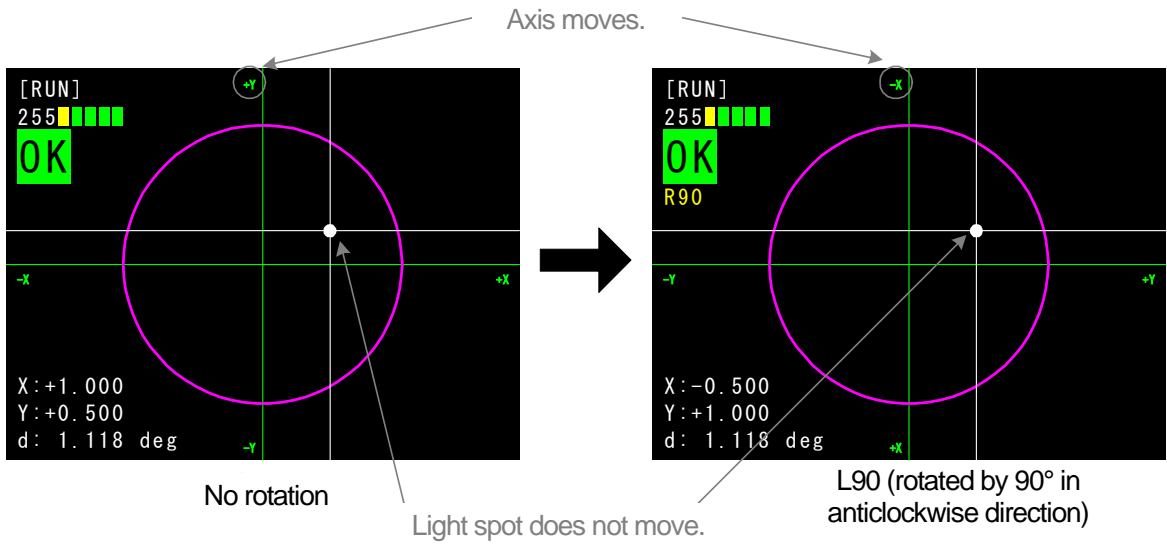 Axis moves.
[RUN]
255
OK
+Y
-X
+X
X:+1.000
Y:+0.500
d: 1.118 deg
-Y
No rotation
[RUN]
255
OK
R90
-X
-Y
+Y
X:-0.500
Y:+1.000
d: 1.118 deg
+X
L90 (rotated by 90° in
anticlockwise direction)
Light spot does not move.